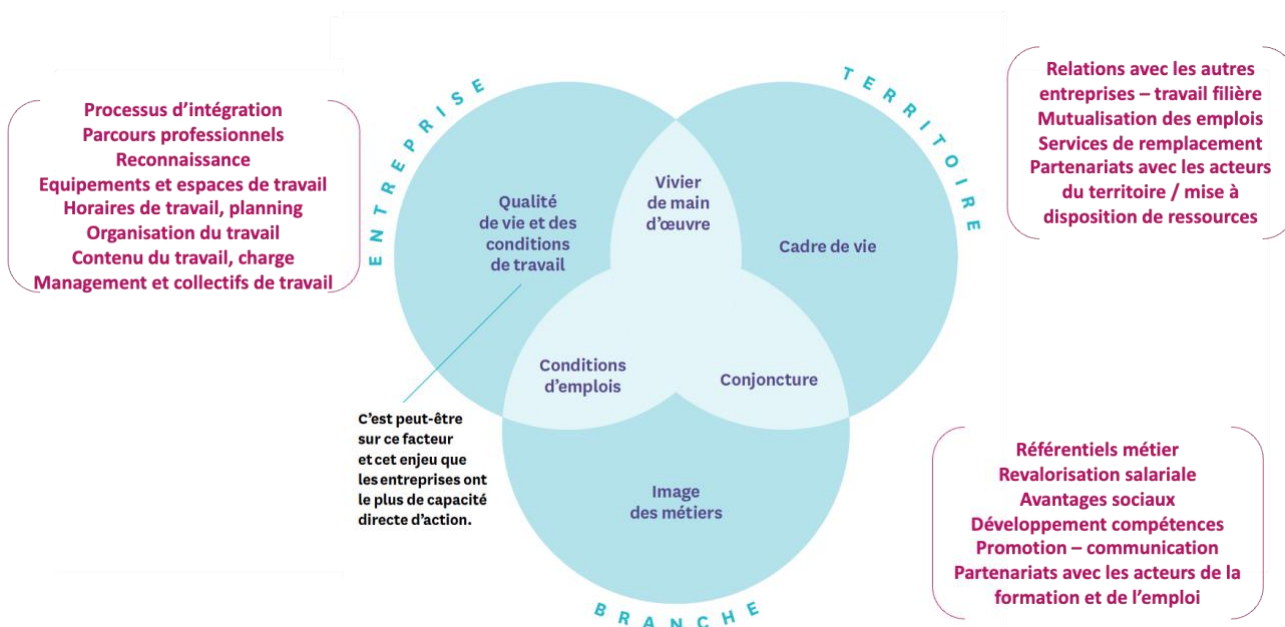 ENTREPRISE
TERRITOIRE
BRANCHE
Processus d'intégration
Parcours professionnels
Reconnaissance
Equipements et espaces de travail
Horaires de travail, planning
Organisation du travail
Contenu du travail, charge
Management et collectifs de travail
Qualité
de vie et des
conditions
de travail
Vivier
de main
d'œuvre
Cadre de vie
Conditions
d'emplois
Conjoncture
Image
des métiers
C'est peut-être
sur ce facteur
et cet enjeu que
les entreprises ont
le plus de capacité
directe d'action.
Relations avec les autres
entreprises – travail filière
Mutualisation des emplois
Services de remplacement
Partenariats avec les acteurs
du territoire / mise à
disposition de ressources
Référentiels métier
Revalorisation salariale
Avantages sociaux
Développement compétences
Promotion – communication
Partenariats avec les acteurs de la
formation et de l'emploi